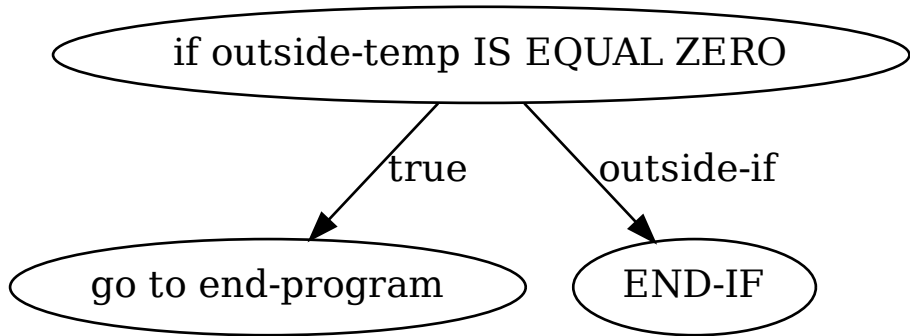 if outside-temp IS EQUAL ZERO
true
outside-if
go to end-program
END-IF